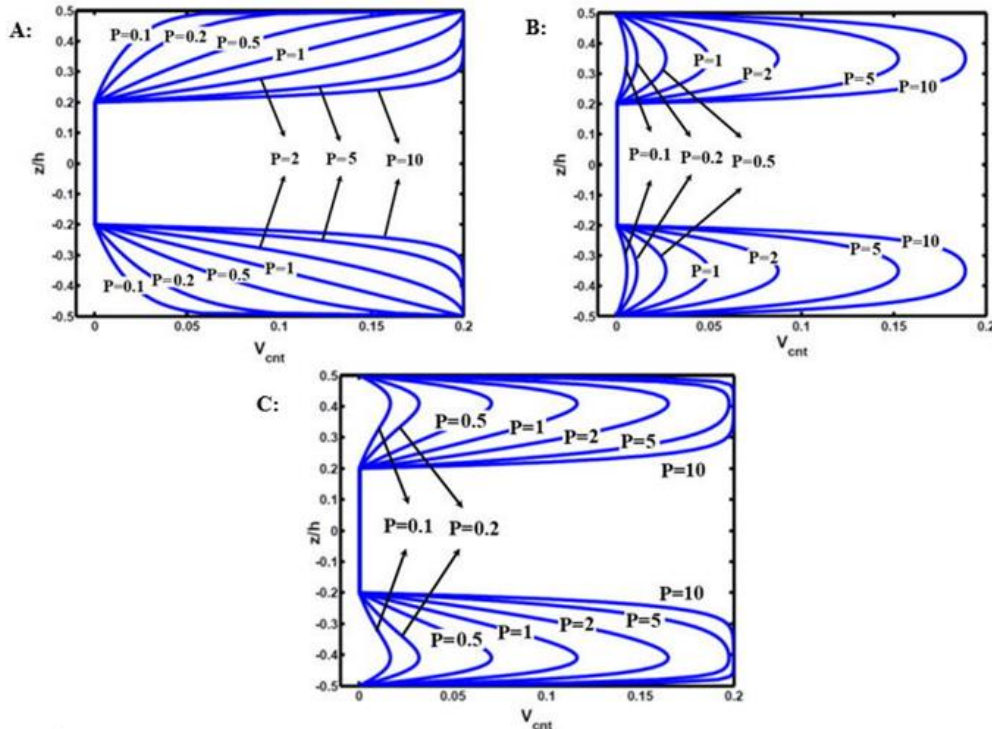 A:
0.5
0.4
0.3
0.2
0.1
0
-0.1
-0.2
-0.3
-0.4
-0.5
z/h
P=0.1
P=0.2
P=0.5
P=1
P=2
P=5
P=10
P=1
P=0.5
P=0.2
P=0.1
0
0.05
0.1
0.15
0.2
Vcnt
B:
0.5
0.4
0.3
0.2
0.1
0
-0.1
-0.2
-0.3
-0.4
-0.5
z/h
P=1
P=2
P=5
P=10
P=0.1
P=0.2
P=0.5
P=10
P=5
P=2
P=1
0
0.05
0.1
0.15
0.2
Vcnt
C:
0.5
0.4
0.3
0.2
0.1
0
-0.1
-0.2
-0.3
-0.4
-0.5
z/h
P=0.5
P=1
P=2
P=5
P=10
P=0.1
P=0.2
P=10
P=5
P=2
P=1
P=0.5
0
0.05
0.1
0.15
0.2
Vcnt